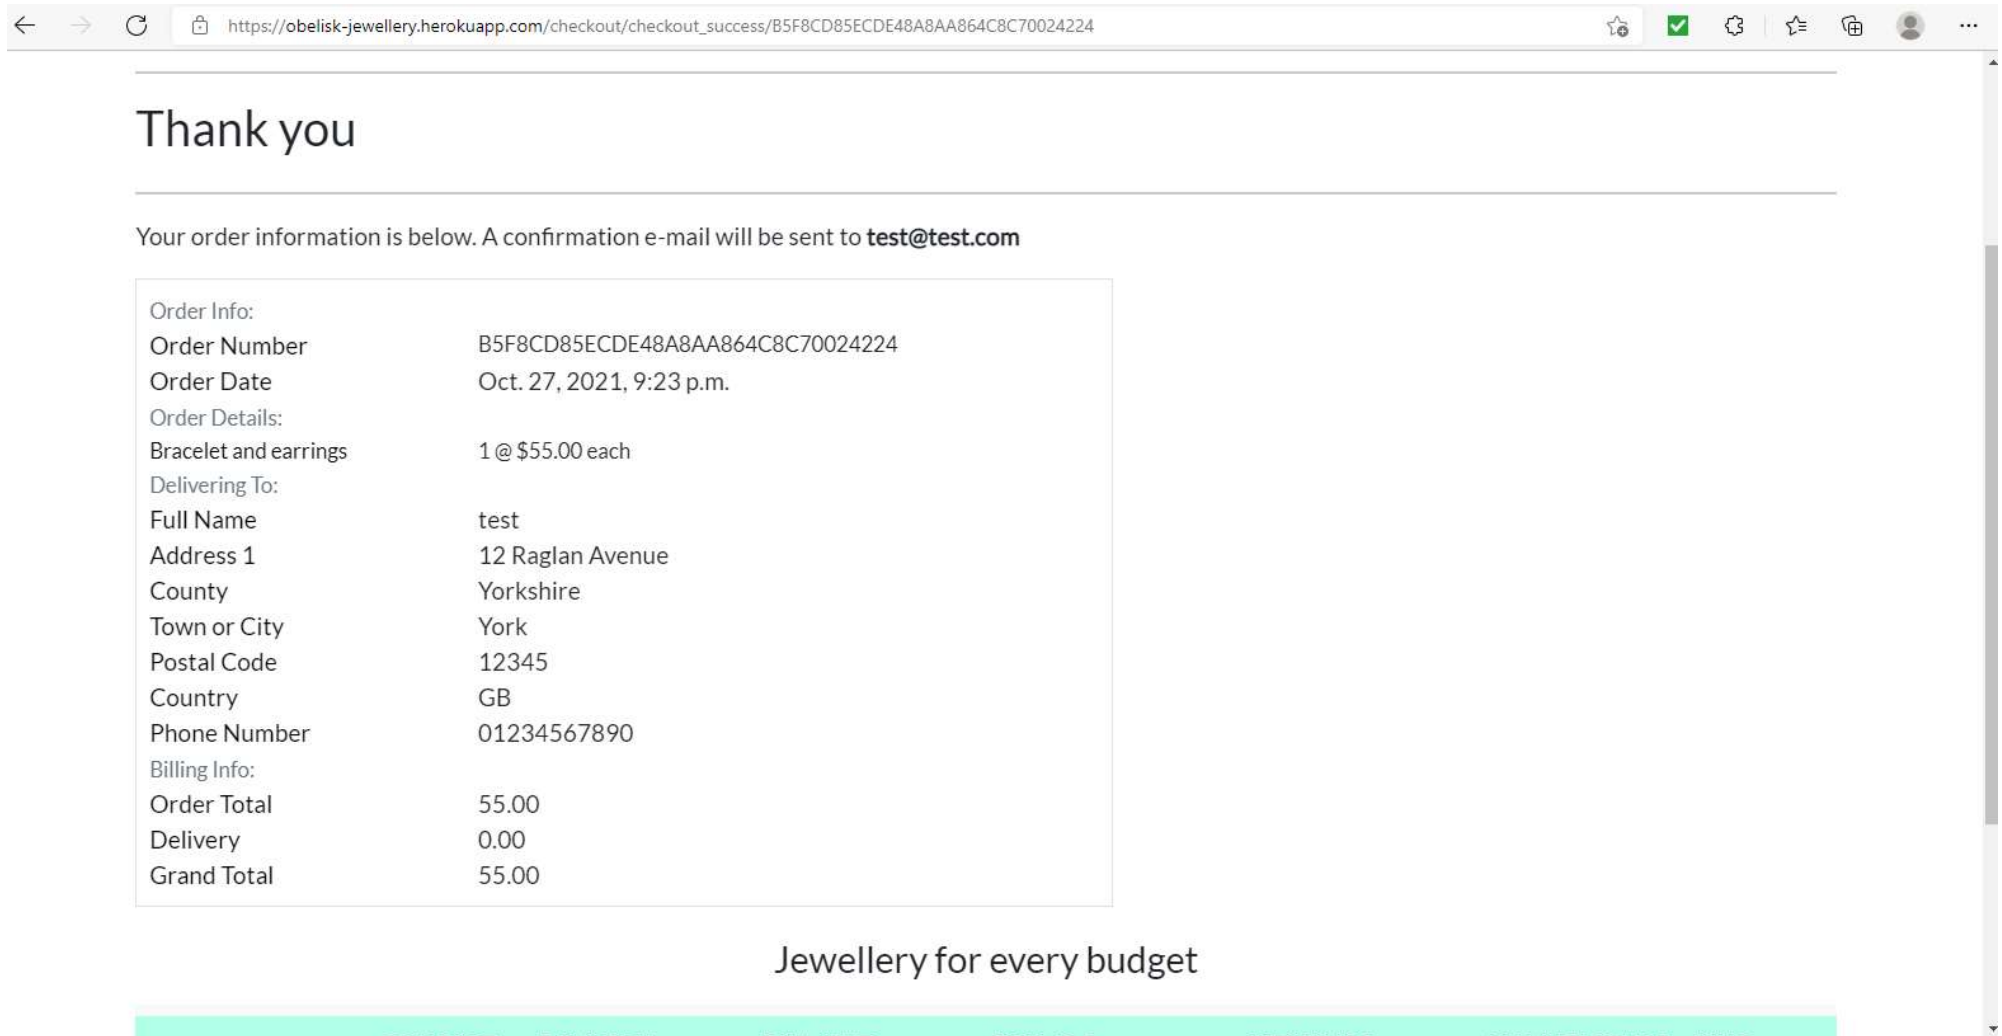 https://obelisk-jewellery.herokuapp.com/checkout/checkout_success/B5F8CD85ECDE48A8AA864C8C70024224
Thank you
Your order information is below. A confirmation e-mail will be sent to test@test.com
Order Info:
Order Number B5F8CD85ECDE48A8AA864C8C70024224
Order Date Oct. 27, 2021, 9:23 p.m.
Order Details:
Bracelet and earrings 1 @ $55.00 each
Delivering To:
Full Name test
Address 1 12 Raglan Avenue
County Yorkshire
Town or City York
Postal Code 12345
Country GB
Phone Number 01234567890
Billing Info:
Order Total 55.00
Delivery 0.00
Grand Total 55.00
Jewellery for every budget